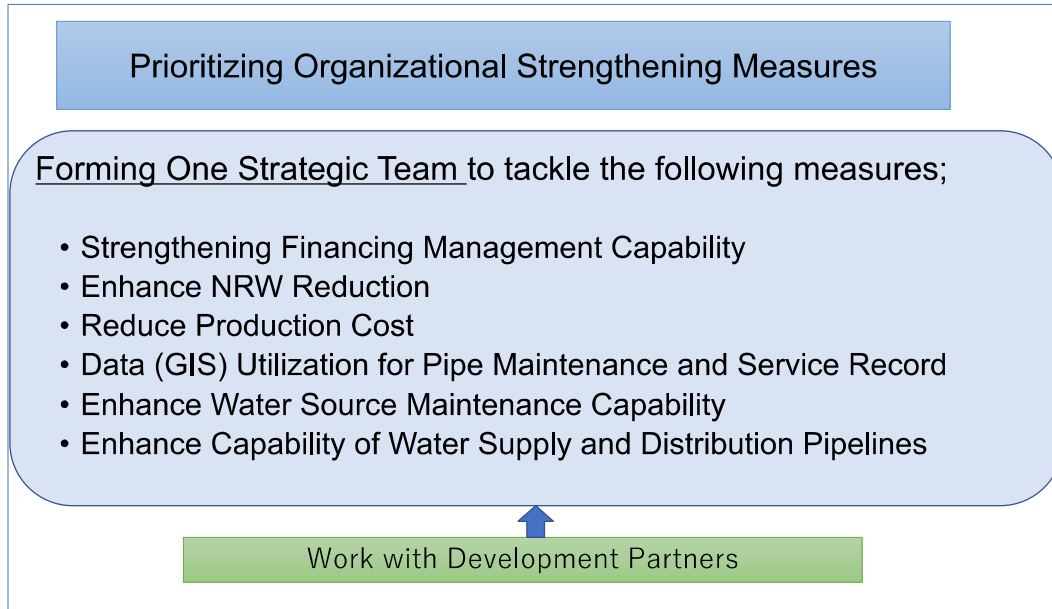 Prioritizing Organizational Strengthening Measures
Forming One Strategic Team to tackle the following measures;
• Strengthening Financing Management Capability
• Enhance NRW Reduction
• Reduce Production Cost
• Data (GIS) Utilization for Pipe Maintenance and Service Record
• Enhance Water Source Maintenance Capability
• Enhance Capability of Water Supply and Distribution Pipelines
Work with Development Partners